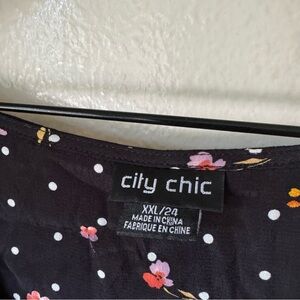 city chic
XXL/24
MADE IN CHINA
FABRIQUE EN CHINE